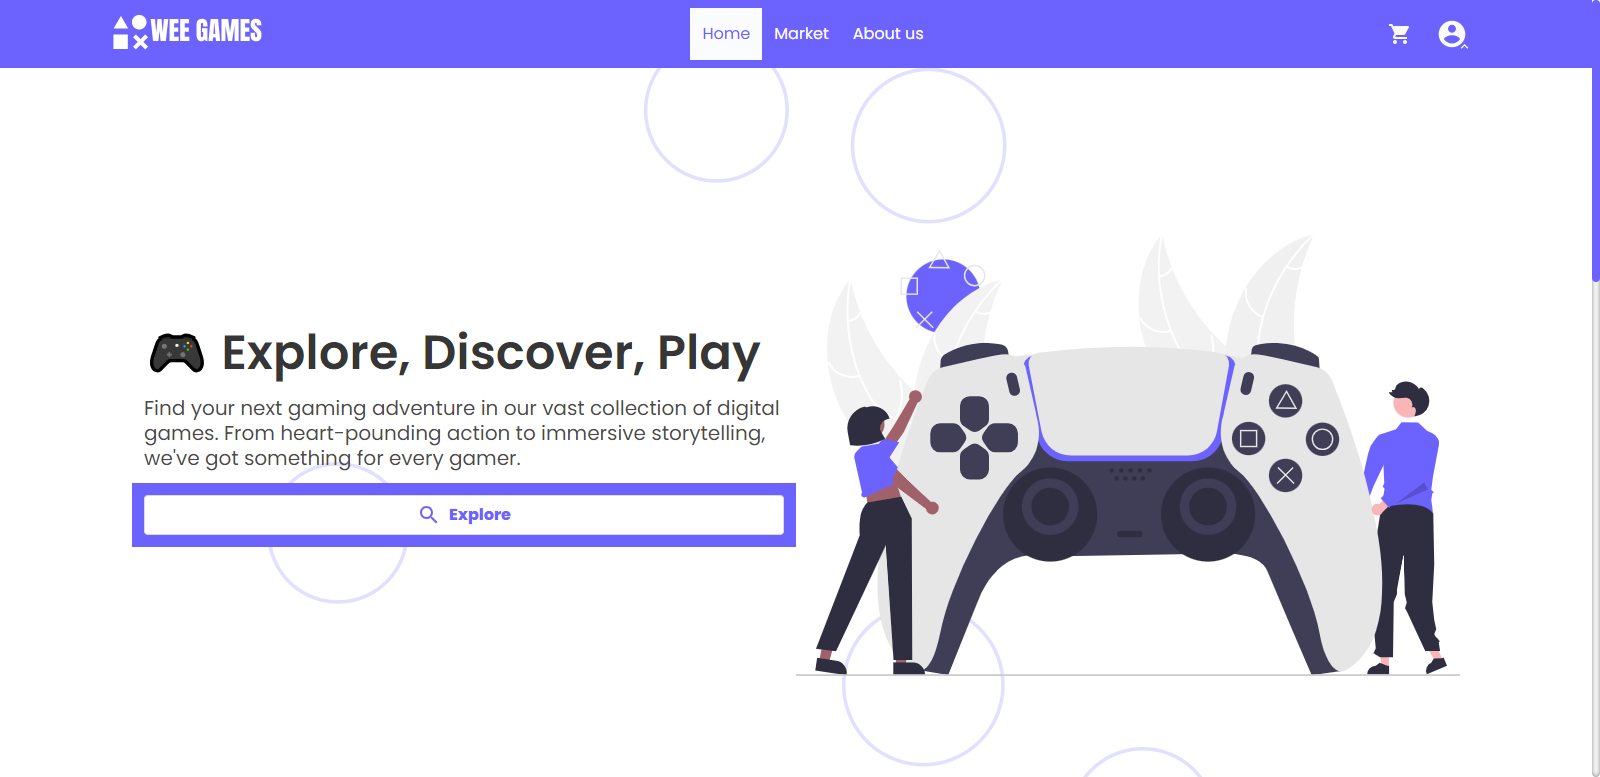 WEE GAMES
Home Market About us
Explore, Discover, Play
Find your next gaming adventure in our vast collection of digital
games. From heart-pounding action to immersive storytelling,
we've got something for every gamer.
Explore